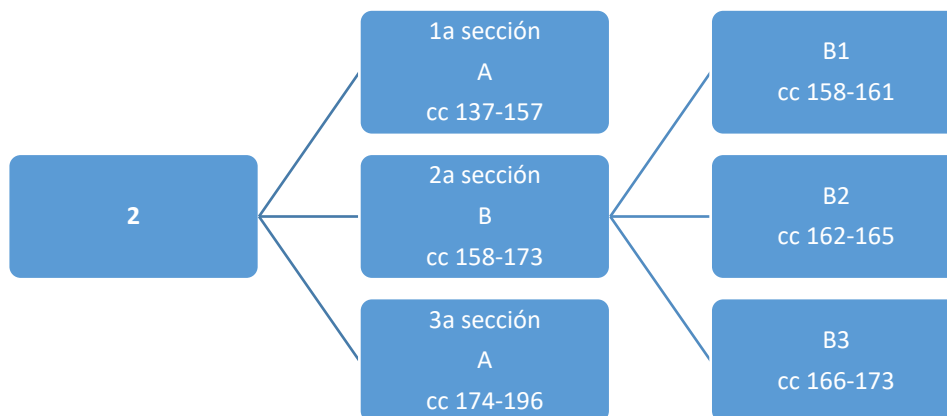 2
1a sección
A
cc 137-157
2a sección
B
cc 158-173
3a sección
A
cc 174-196
B1
cc 158-161
B2
cc 162-165
B3
cc 166-173